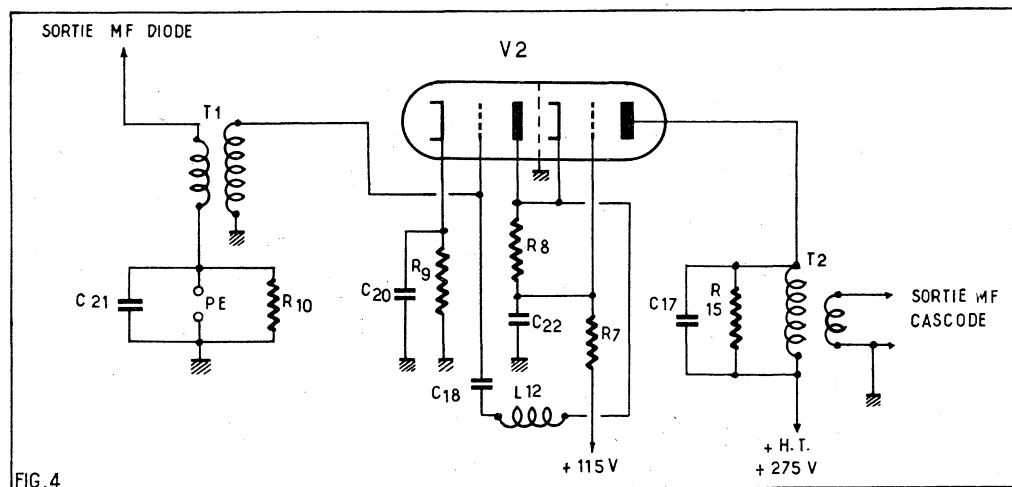 SORTIE MF DIODE
V2
T1
R8
R9
C20
C21
PE
R10
C22
R7
C18
L12
+ 115 V
C17
R 15
T2
SORTIE MF
CASCODE
+ H.T.
+ 275 V
FIG.4